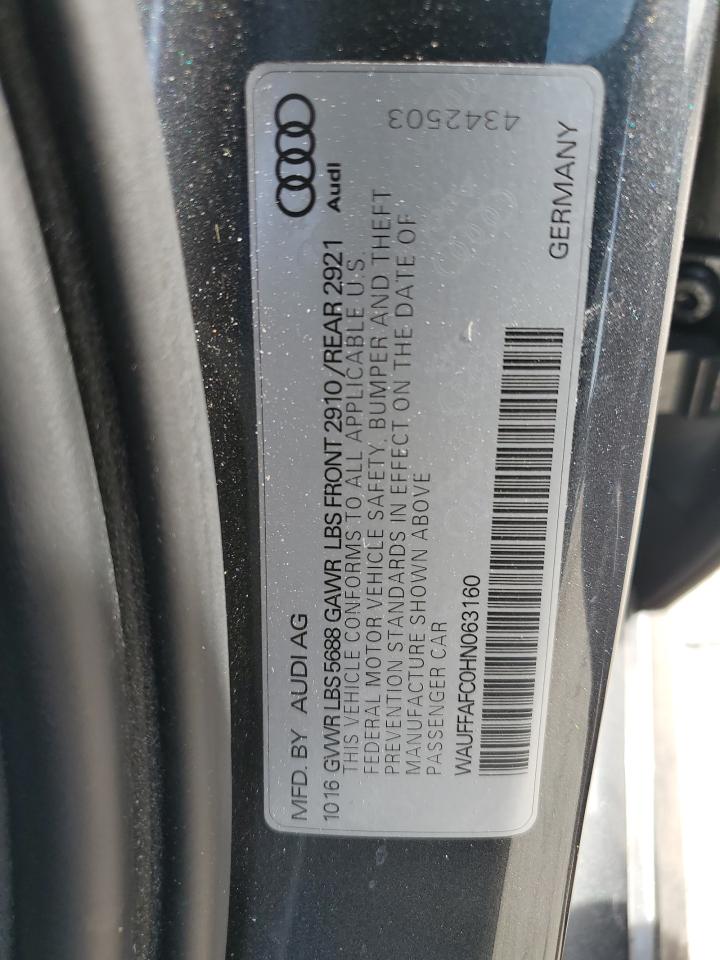 Audi
4342503
MFD. BY AUDI AG
10 16 GVWR LBS 5688 GAWR LBS FRONT 2910 / REAR 2921
THIS VEHICLE CONFORMS TO ALL APPLICABLE U.S.
FEDERAL MOTOR VEHICLE SAFETY, BUMPER AND THEFT
PREVENTION STANDARDS IN EFFECT ON THE DATE OF
MANUFACTURE SHOWN ABOVE
PASSENGER CAR
WAUFFAFC0HN063160
GERMANY